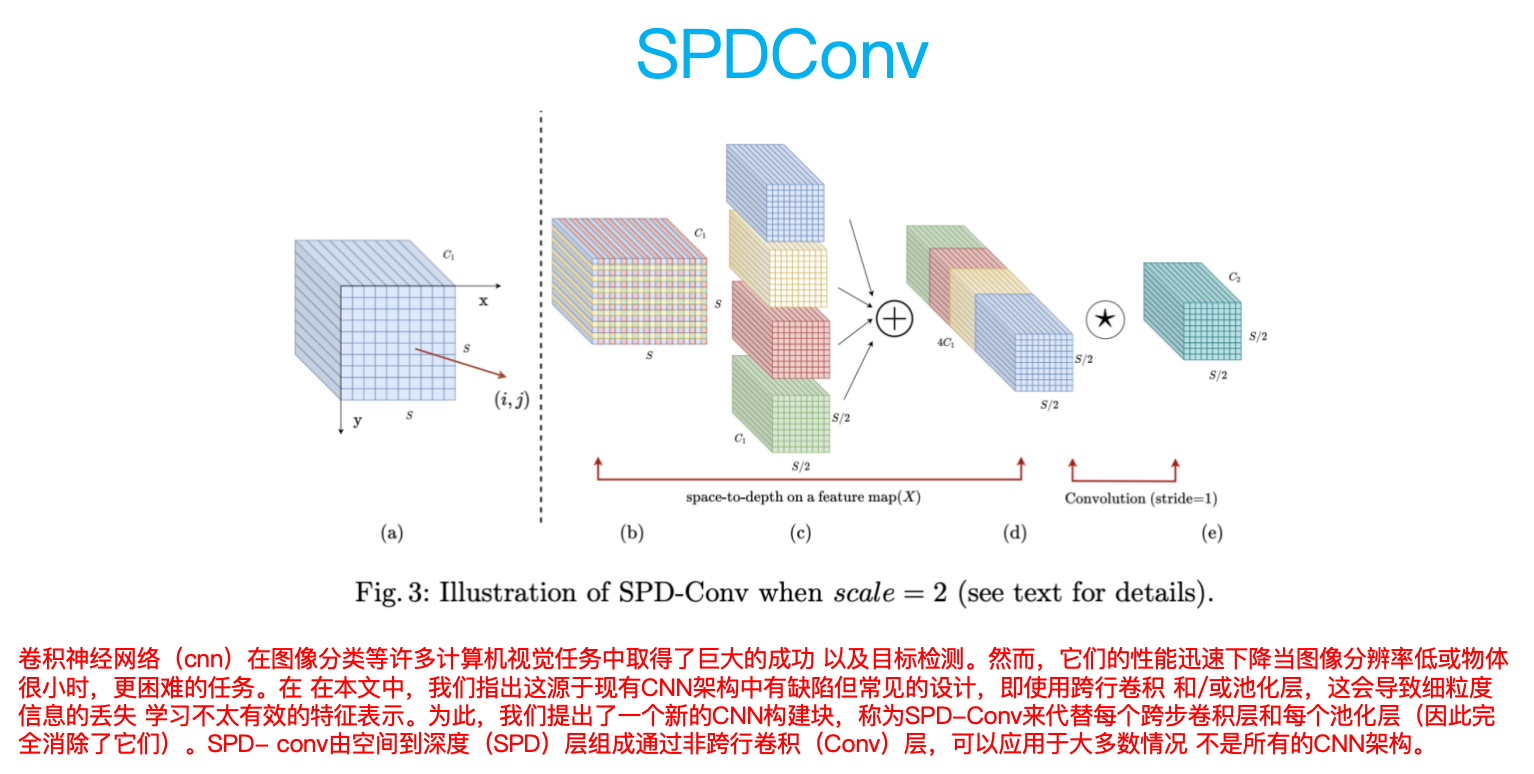 SPDConv
C₁
x
S
(i, j)
S
y
C₁
S
S
C₁
S/2
S/2
4C₁
S/2
S/2
C₂
S/2
S/2
space-to-depth on a feature map(X)
Convolution (stride=1)
(a)
(b)
(c)
(d)
(e)
Fig. 3: Illustration of SPD-Conv when scale = 2 (see text for details).
卷积神经网络（cnn）在图像分类等许多计算机视觉任务中取得了巨大的成功 以及目标检测。然而，它们的性能迅速下降当图像分辨率低或物体
很小时，更困难的任务。在 在本文中，我们指出这源于现有CNN架构中有缺陷但常见的设计，即使用跨行卷积 和/或池化层，这会导致细粒度
信息的丢失 学习不太有效的特征表示。为此，我们提出了一个新的CNN构建块，称为SPD-Conv来代替每个跨步卷积层和每个池化层（因此完
全消除了它们）。SPD- conv由空间到深度（SPD）层组成通过非跨行卷积（Conv）层，可以应用于大多数情况 不是所有的CNN架构。